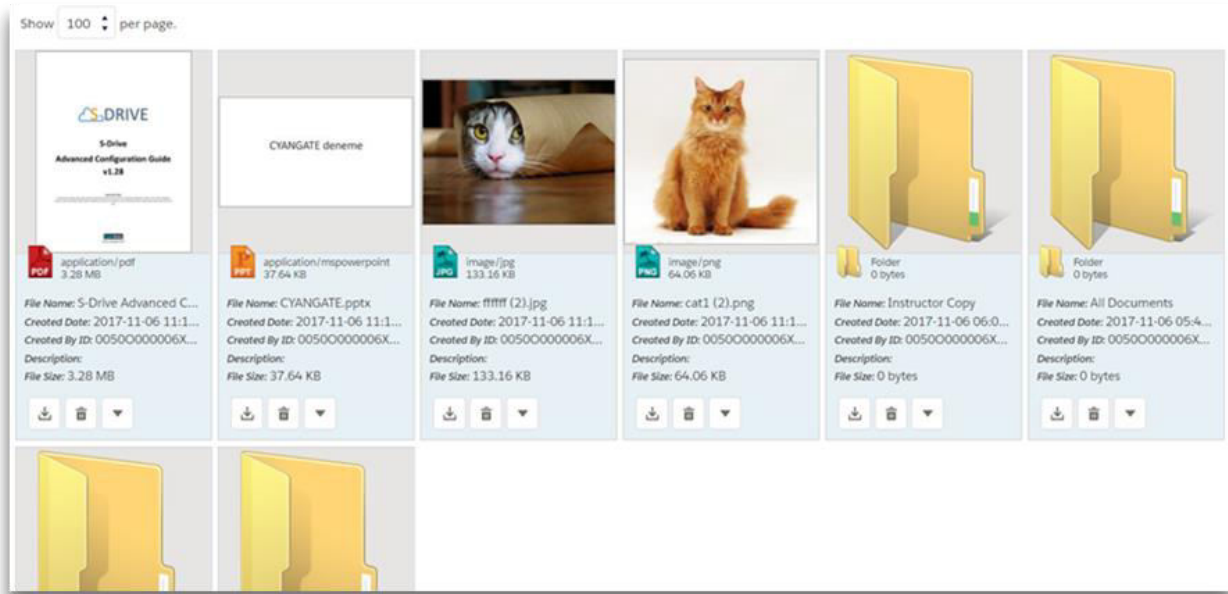 Show 100 per page.
S-DRIVE
S-Drive
Advanced Configuration Guide
v1.28
PDF
application/pdf
3.28 MB
File Name: S-Drive Advanced C...
Created Date: 2017-11-06 11:1...
Created By ID: 0050O000006X...
Description:
File Size: 3.28 MB
CYANGATE deneme
PPT
application/mspowerpoint
37.64 KB
File Name: CYANGATE.pptx
Created Date: 2017-11-06 11:1...
Created By ID: 0050O000006X...
Description:
File Size: 37.64 KB
JPG
image/jpg
133.16 KB
File Name: ffffff (2).jpg
Created Date: 2017-11-06 11:1...
Created By ID: 0050O000006X...
Description:
File Size: 133.16 KB
PNG
image/png
64.06 KB
File Name: cat1 (2).png
Created Date: 2017-11-06 11:1...
Created By ID: 0050O000006X...
Description:
File Size: 64.06 KB
Folder
0 bytes
File Name: Instructor Copy
Created Date: 2017-11-06 06:0...
Created By ID: 0050O000006X...
Description:
File Size: 0 bytes
Folder
0 bytes
File Name: All Documents
Created Date: 2017-11-06 05:4...
Created By ID: 0050O000006X...
Description:
File Size: 0 bytes